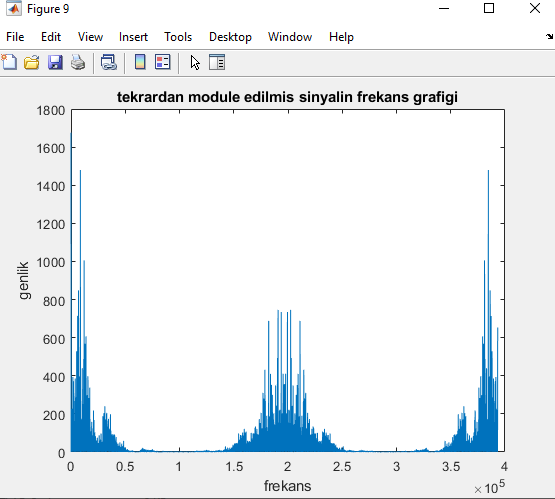 Figure 9
File Edit View Insert Tools Desktop Window Help
tekrardan module edilmis sinyalin frekans grafigi
1800
1600
1400
1200
1000
800
600
400
200
0
genlik
0 0.5 1 1.5 2 2.5 3 3.5 4
frekans
×10^5